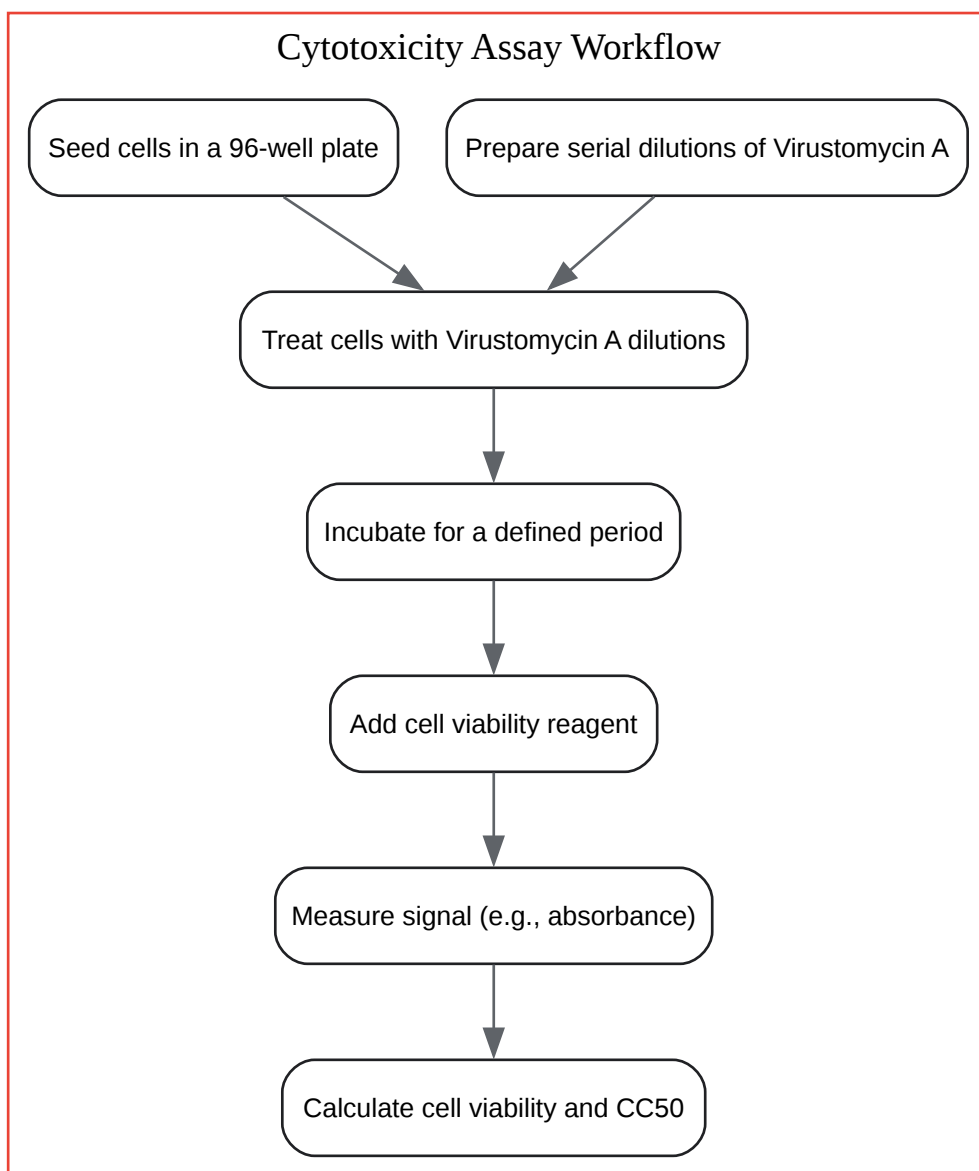 Cytotoxicity Assay Workflow
Seed cells in a 96-well plate
Prepare serial dilutions of Virustomycin A
Treat cells with Virustomycin A dilutions
Incubate for a defined period
Add cell viability reagent
Measure signal (e.g., absorbance)
Calculate cell viability and CC50